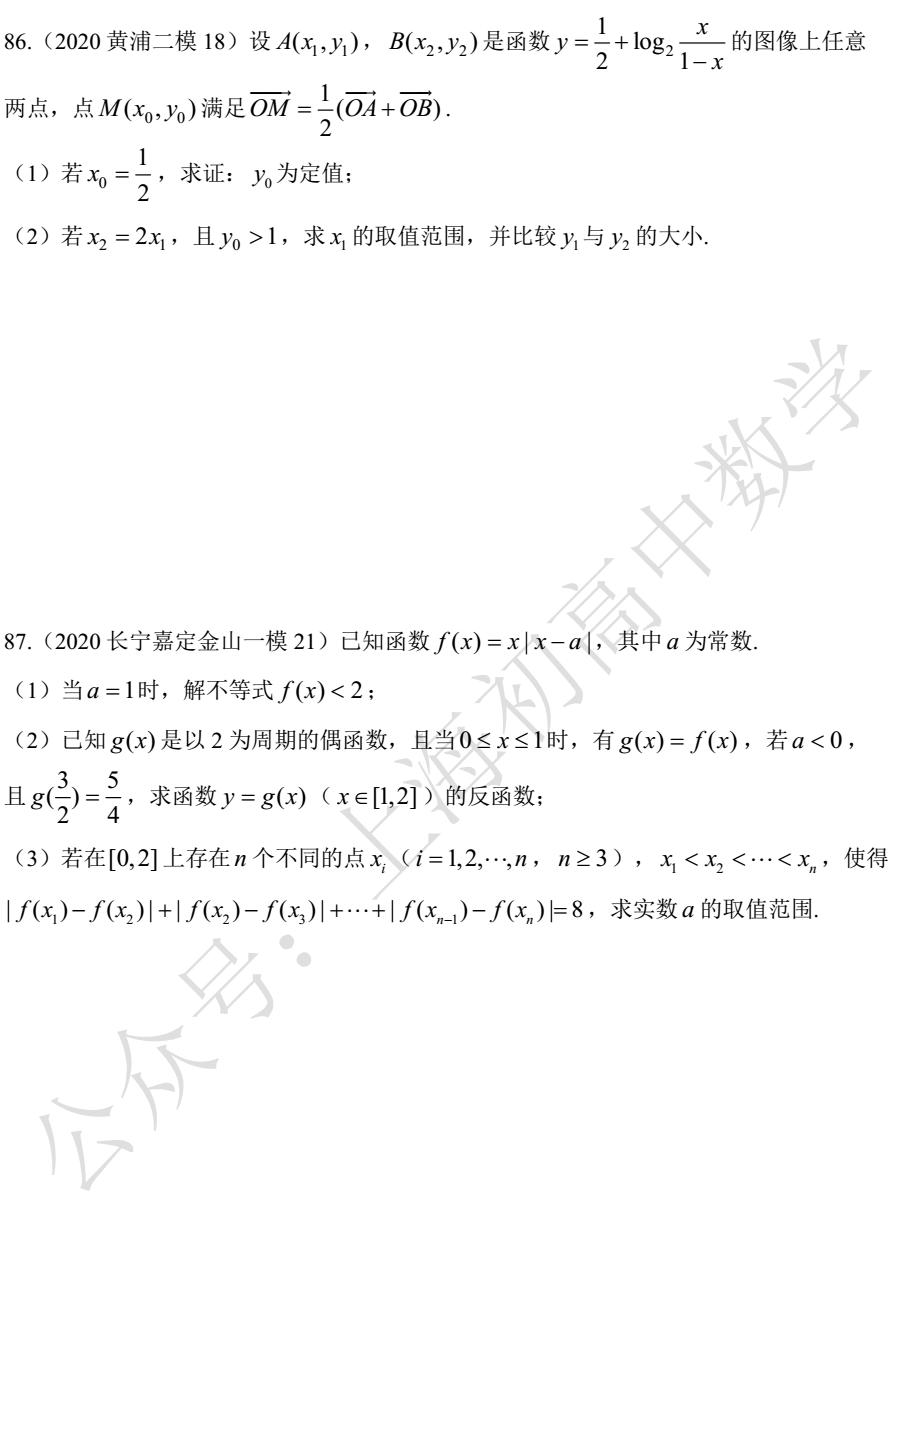 86.（2020 黄浦二模 18）设 A(x₁, y₁)，B(x₂, y₂) 是函数 y = 1/2 + log₂ x/(1−x) 的图像上任意
两点，点 M(x₀, y₀) 满足 OM⃗ = 1/2(OA⃗ + OB⃗).
（1）若 x₀ = 1/2，求证：y₀ 为定值；
（2）若 x₂ = 2x₁，且 y₀ > 1，求 x₁ 的取值范围，并比较 y₁ 与 y₂ 的大小.
87.（2020 长宁嘉定金山一模 21）已知函数 f(x) = x | x − a |，其中 a 为常数.
（1）当 a = 1 时，解不等式 f(x) < 2；
（2）已知 g(x) 是以 2 为周期的偶函数，且当 0 ≤ x ≤ 1 时，有 g(x) = f(x)，若 a < 0，
且 g(3/2) = 5/4，求函数 y = g(x)（x ∈ [1,2]）的反函数；
（3）若在 [0,2] 上存在 n 个不同的点 xᵢ（i = 1,2,⋯,n，n ≥ 3），x₁ < x₂ < ⋯ < xₙ，使得
| f(x₁) − f(x₂) | + | f(x₂) − f(x₃) | + ⋯ + | f(xₙ₋₁) − f(xₙ) |= 8，求实数 a 的取值范围.
公众号：上海初高中数学